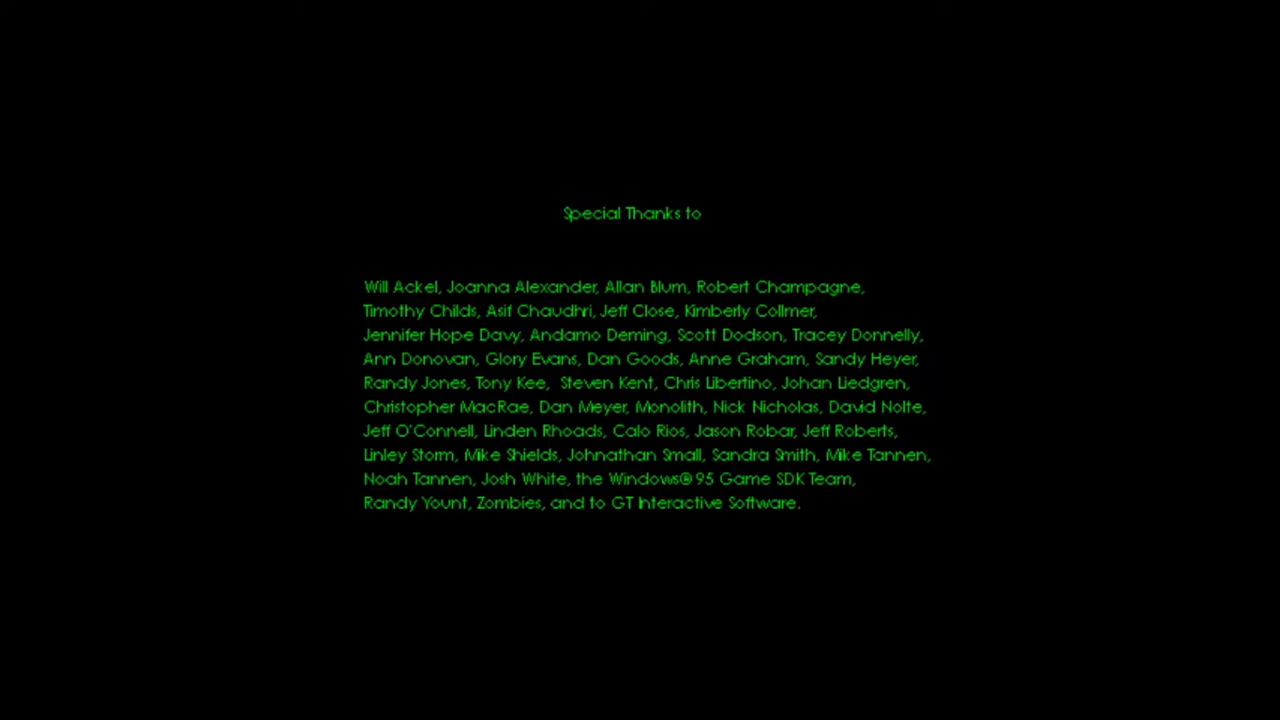 Special Thanks to
Will Ackel, Joanna Alexander, Allan Blum, Robert Champagne,
Timothy Childs, Asif Chaudhri, Jeff Close, Kimberly Collmer,
Jennifer Hope Davy, Andamo Deming, Scott Dodson, Tracey Donnelly,
Ann Donovan, Glory Evans, Dan Goods, Anne Graham, Sandy Heyer,
Randy Jones, Tony Kee,  Steven Kent, Chris Libertino, Johan Liedgren,
Christopher MacRae, Dan Meyer, Monolith, Nick Nicholas, David Nolte,
Jeff O'Connell, Linden Rhoads, Calo Rios, Jason Robar, Jeff Roberts,
Linley Storm, Mike Shields, Johnathan Small, Sandra Smith, Mike Tannen,
Noah Tannen, Josh White, the Windows® 95 Game SDK Team,
Randy Yount, Zombies, and to GT Interactive Software.